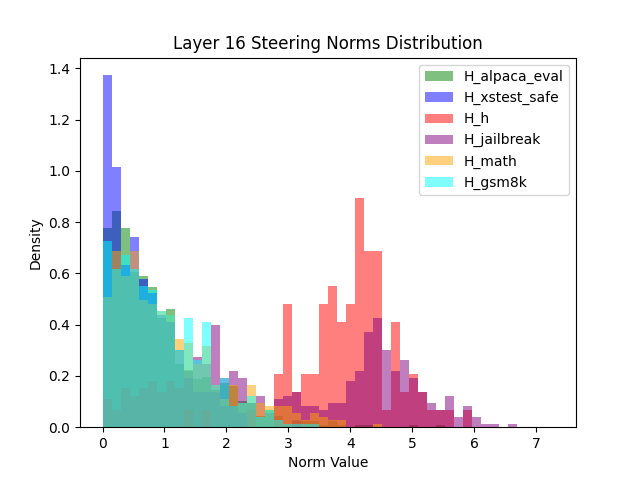 Layer 16 Steering Norms Distribution
H_alpaca_eval
H_xstest_safe
H_h
H_jailbreak
H_math
H_gsm8k
1.4
1.2
1.0
0.8
0.6
0.4
0.2
0.0
Density
0 1 2 3 4 5 6 7
Norm Value